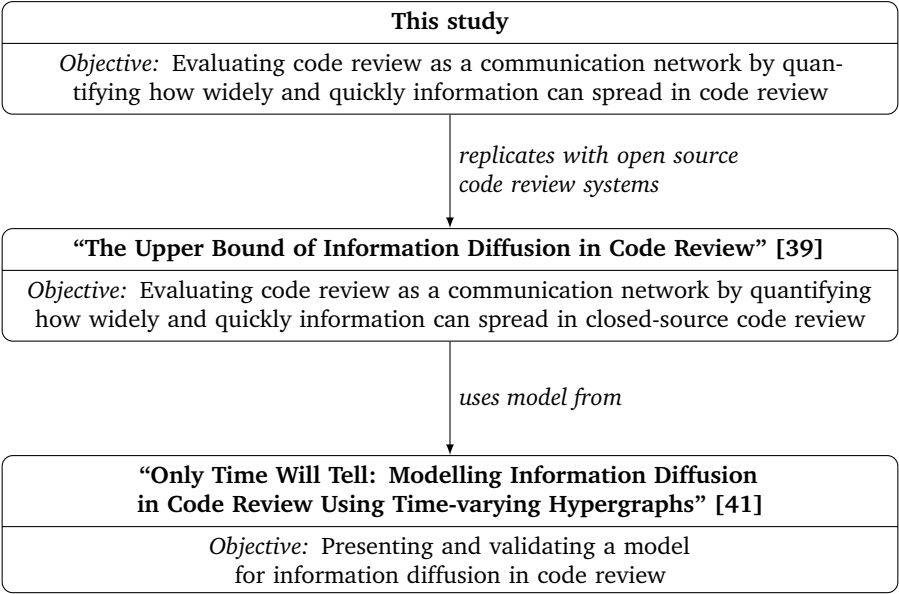 This study
Objective: Evaluating code review as a communication network by quan-
tifying how widely and quickly information can spread in code review
replicates with open source
code review systems
“The Upper Bound of Information Diffusion in Code Review” [39]
Objective: Evaluating code review as a communication network by quantifying
how widely and quickly information can spread in closed-source code review
uses model from
“Only Time Will Tell: Modelling Information Diffusion
in Code Review Using Time-varying Hypergraphs” [41]
Objective: Presenting and validating a model
for information diffusion in code review